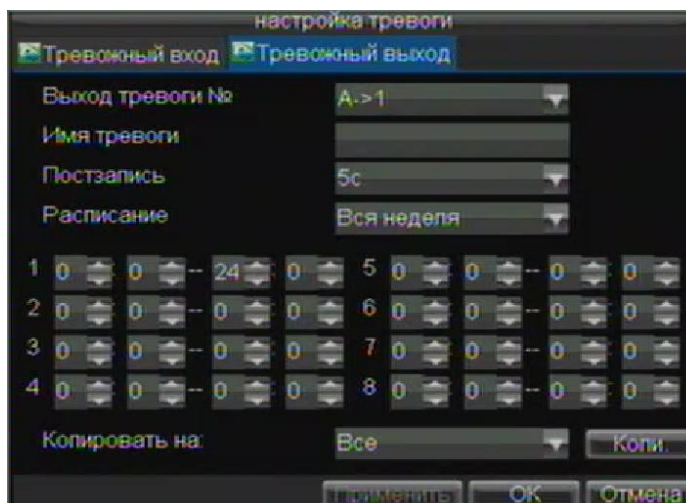 настройка тревоги
Тревожный вход Тревожный выход
Выход тревоги № A->1
Имя тревоги
Постзапись 5с
Расписание Вся неделя
1 0 : 0 -- 24 : 0 5 0 : 0 -- 0 : 0
2 0 : 0 -- 0 : 0 6 0 : 0 -- 0 : 0
3 0 : 0 -- 0 : 0 7 0 : 0 -- 0 : 0
4 0 : 0 -- 0 : 0 8 0 : 0 -- 0 : 0
Копировать на: Все Копи.
Применить OK Отмена